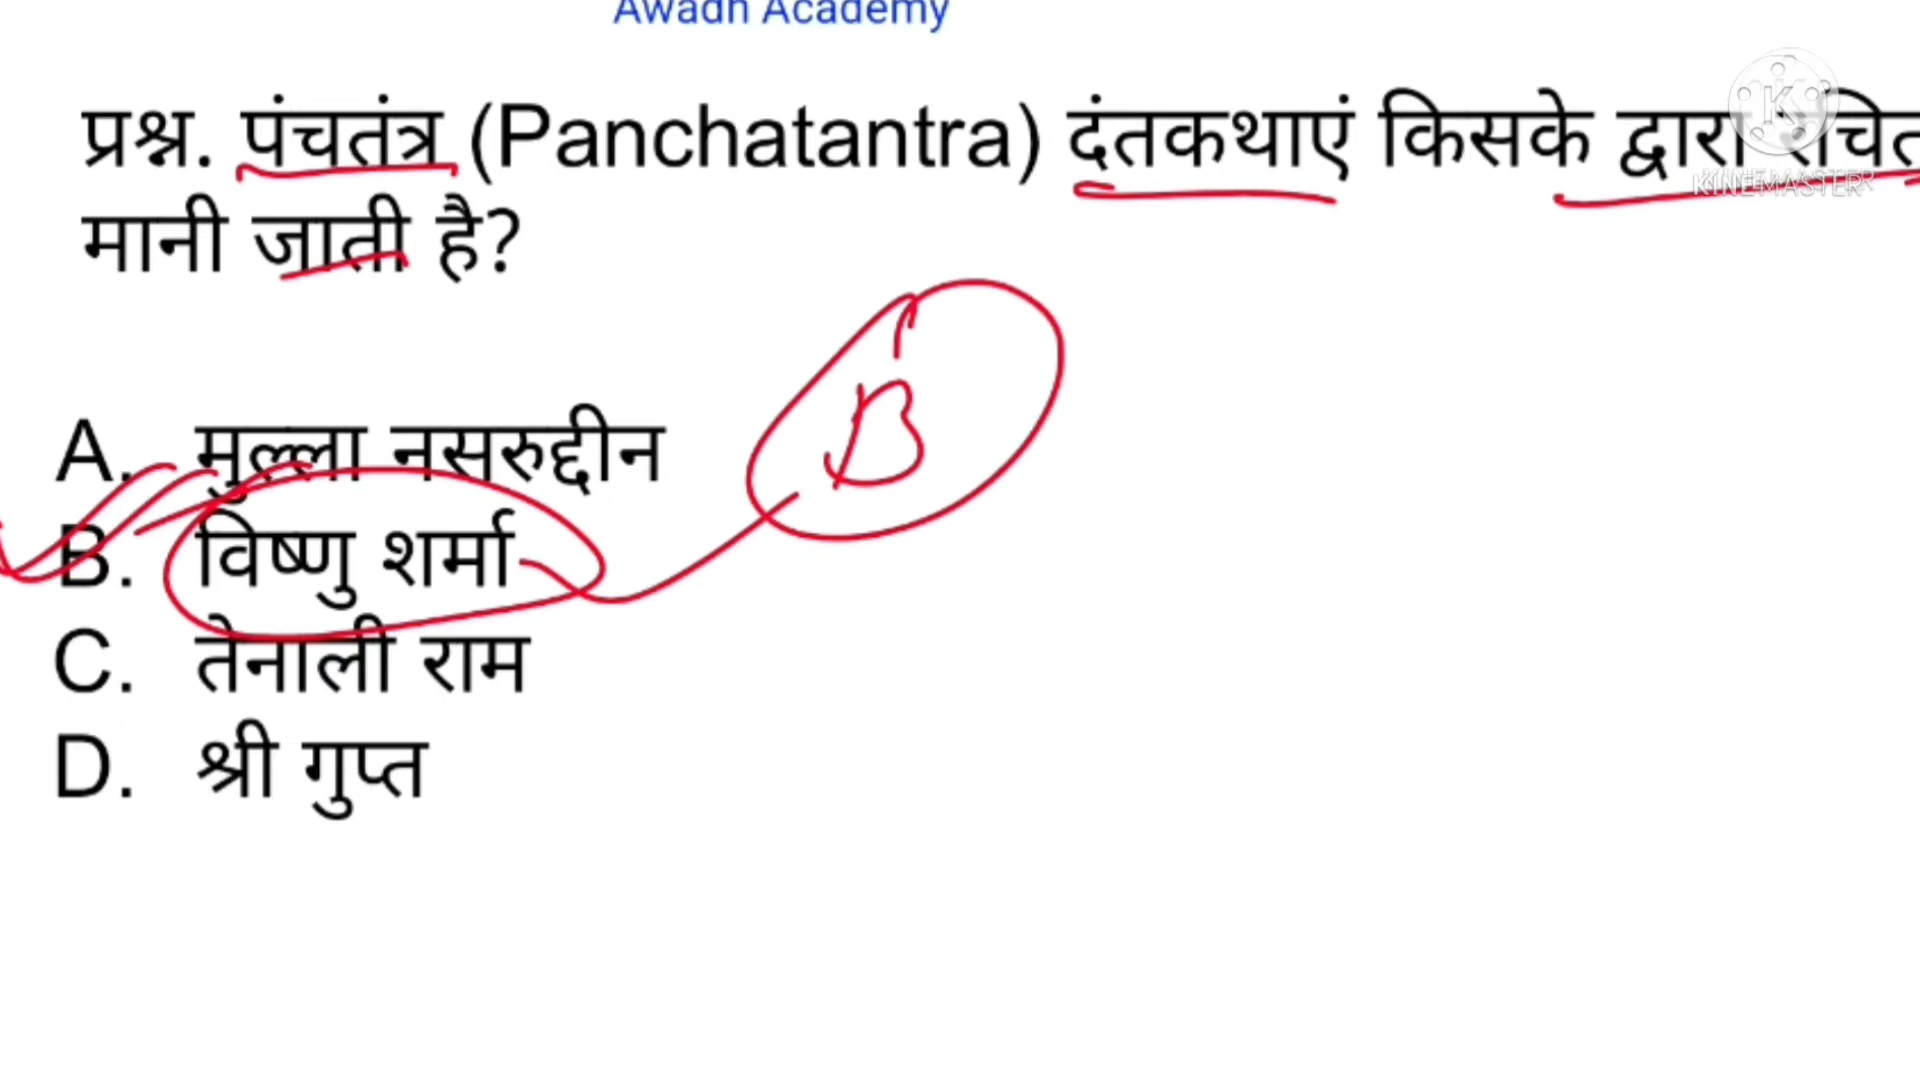 Awadh Academy
प्रश्न. पंचतंत्र (Panchatantra) दंतकथाएं किसके द्वारा रचित
K
KINEMASTER
मानी जाती है?
B
A. मुल्ला नसरुद्दीन
B. विष्णु शर्मा
C. तेनाली राम
D. श्री गुप्त